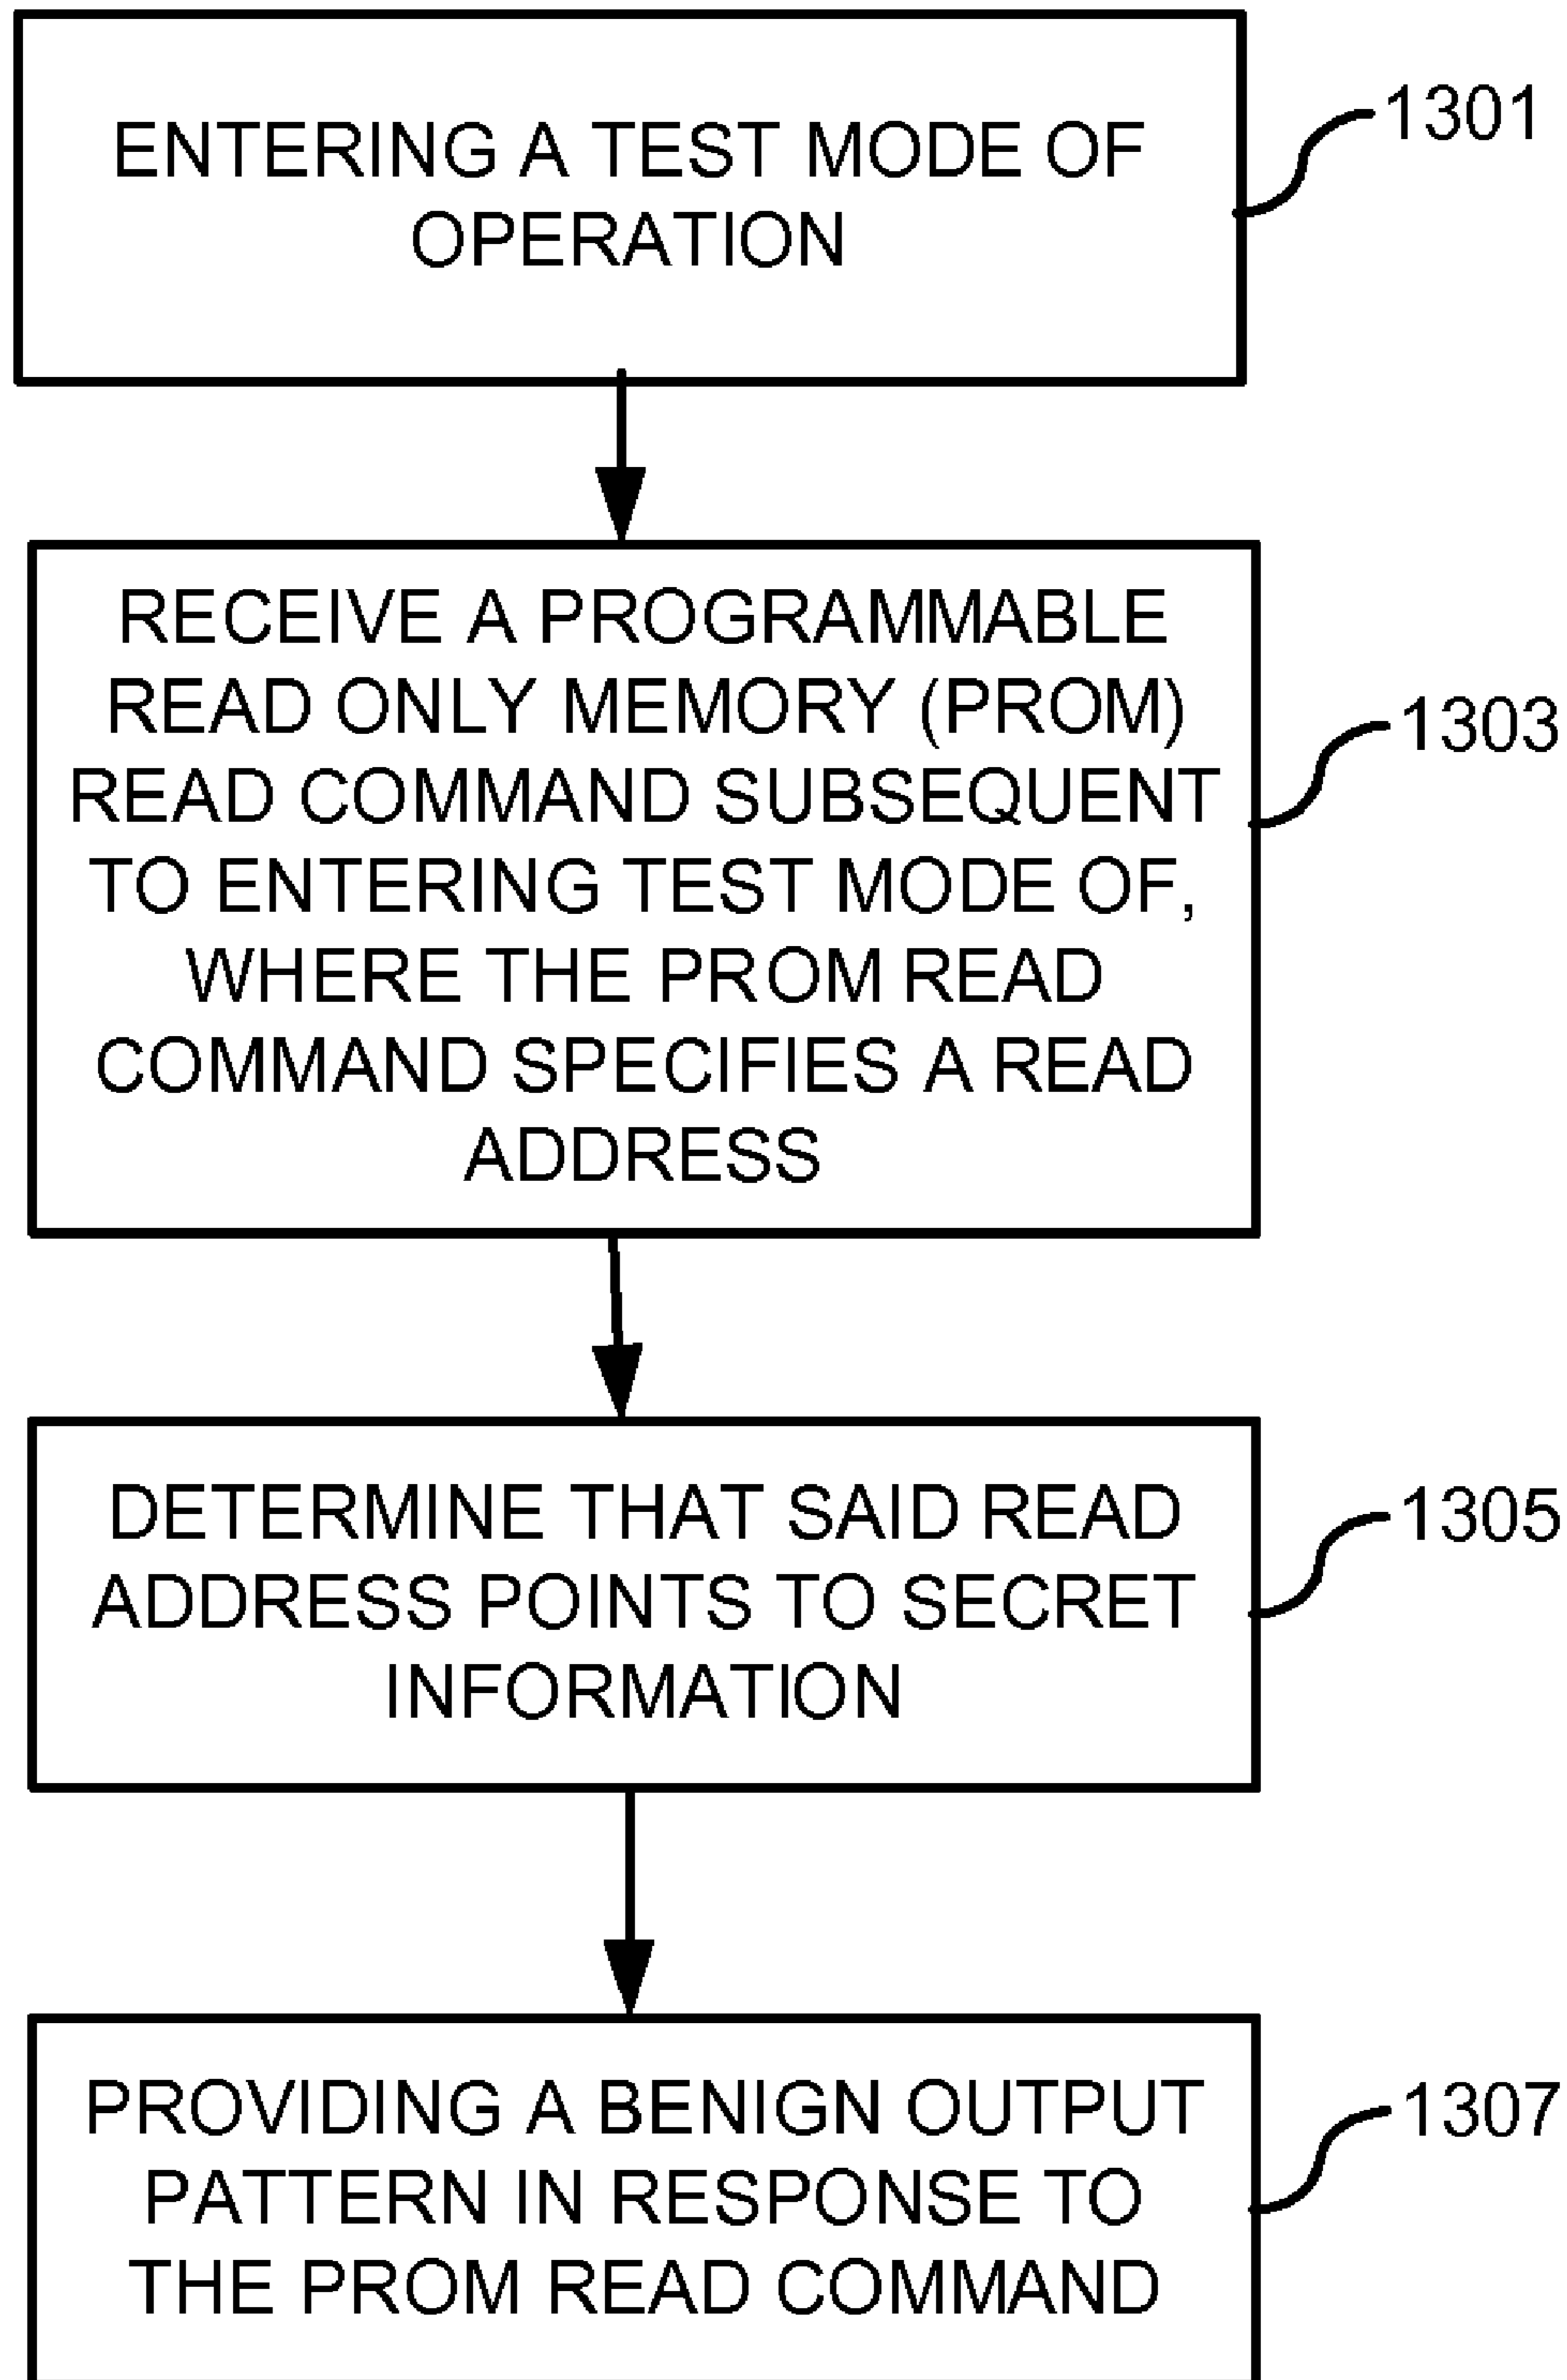 ENTERING A TEST MODE OF
OPERATION
1301
RECEIVE A PROGRAMMABLE
READ ONLY MEMORY (PROM)
READ COMMAND SUBSEQUENT
TO ENTERING TEST MODE OF,
WHERE THE PROM READ
COMMAND SPECIFIES A READ
ADDRESS
1303
DETERMINE THAT SAID READ
ADDRESS POINTS TO SECRET
INFORMATION
1305
PROVIDING A BENIGN OUTPUT
PATTERN IN RESPONSE TO
THE PROM READ COMMAND
1307